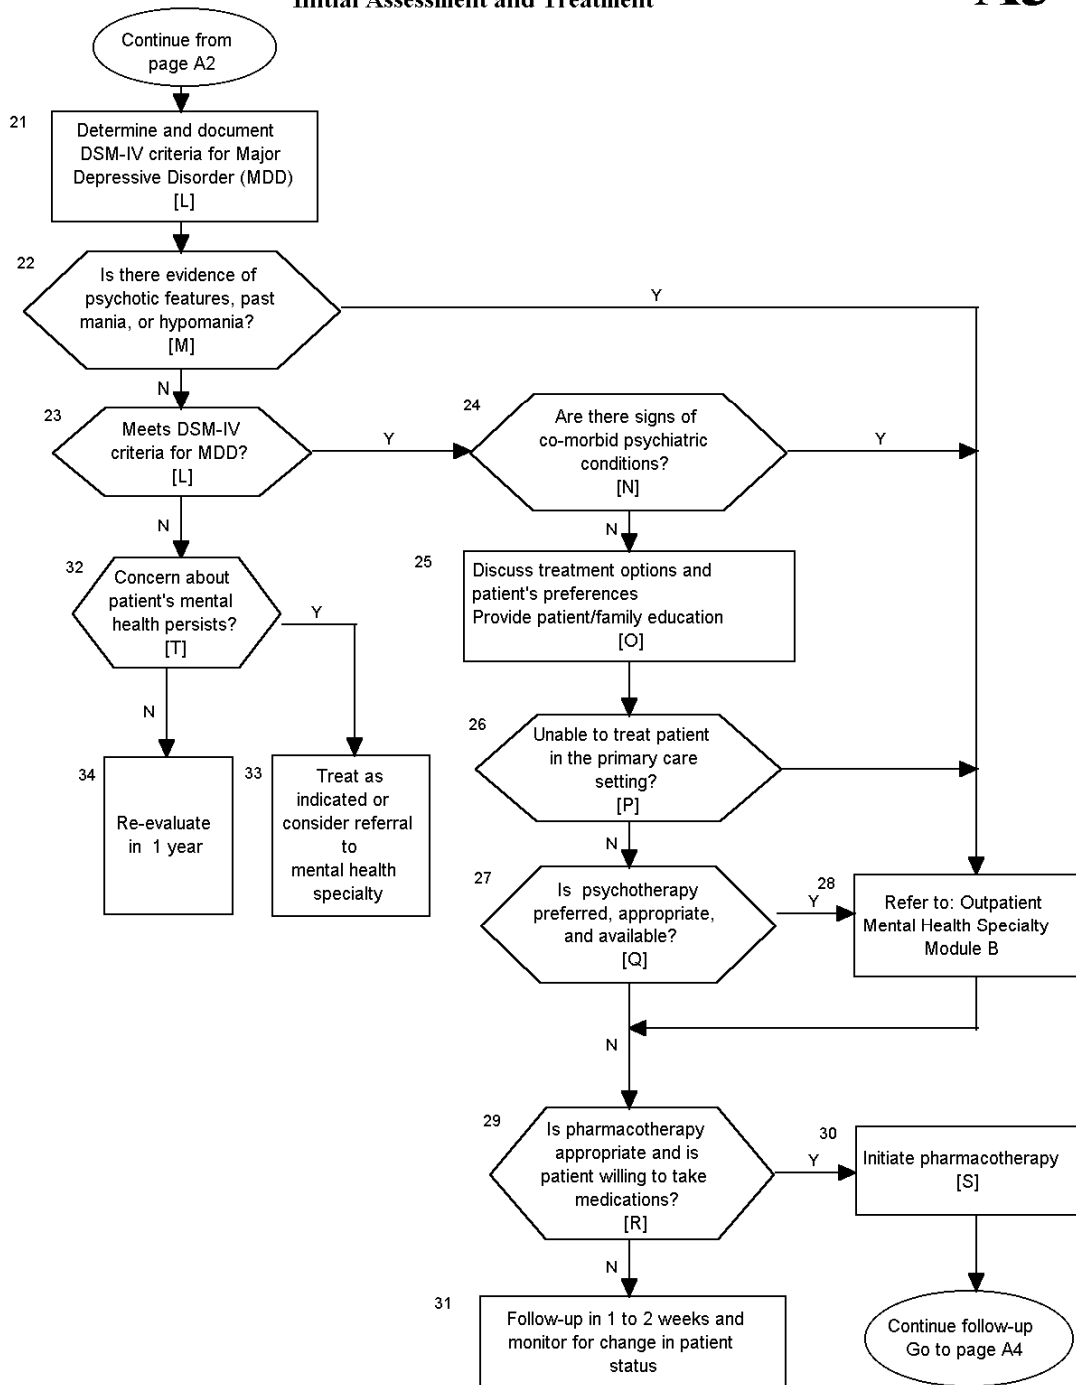 Initial Assessment and Treatment
A3
Continue from
page A2
21
Determine and document
DSM-IV criteria for Major
Depressive Disorder (MDD)
[L]
22
Is there evidence of
psychotic features, past
mania, or hypomania?
[M]
Y
N
23
Meets DSM-IV
criteria for MDD?
[L]
Y
24
Are there signs of
co-morbid psychiatric
conditions?
[N]
Y
N
N
32
Concern about
patient's mental
health persists?
[T]
Y
N
25
Discuss treatment options and
patient's preferences
Provide patient/family education
[O]
34
Re-evaluate
in 1 year
33
Treat as
indicated or
consider referral
to
mental health
specialty
26
Unable to treat patient
in the primary care
setting?
[P]
N
27
Is psychotherapy
preferred, appropriate,
and available?
[Q]
Y
28
Refer to: Outpatient
Mental Health Specialty
Module B
N
29
Is pharmacotherapy
appropriate and is
patient willing to take
medications?
[R]
Y
30
Initiate pharmacotherapy
[S]
N
31
Follow-up in 1 to 2 weeks and
monitor for change in patient
status
Continue follow-up
Go to page A4